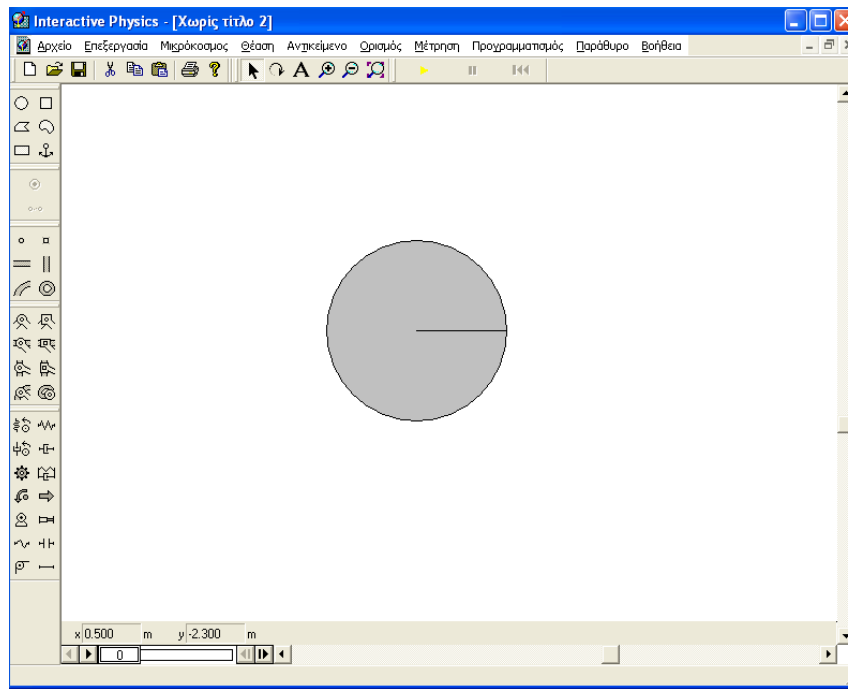 Interactive Physics - [Χωρίς τίτλο 2]
Αρχείο Επεξεργασία Μικρόκοσμος Θέαση Αντικείμενο Ορισμός Μέτρηση Προγραμματισμός Παράθυρο Βοήθεια
x 0.500 m y -2.300 m
0